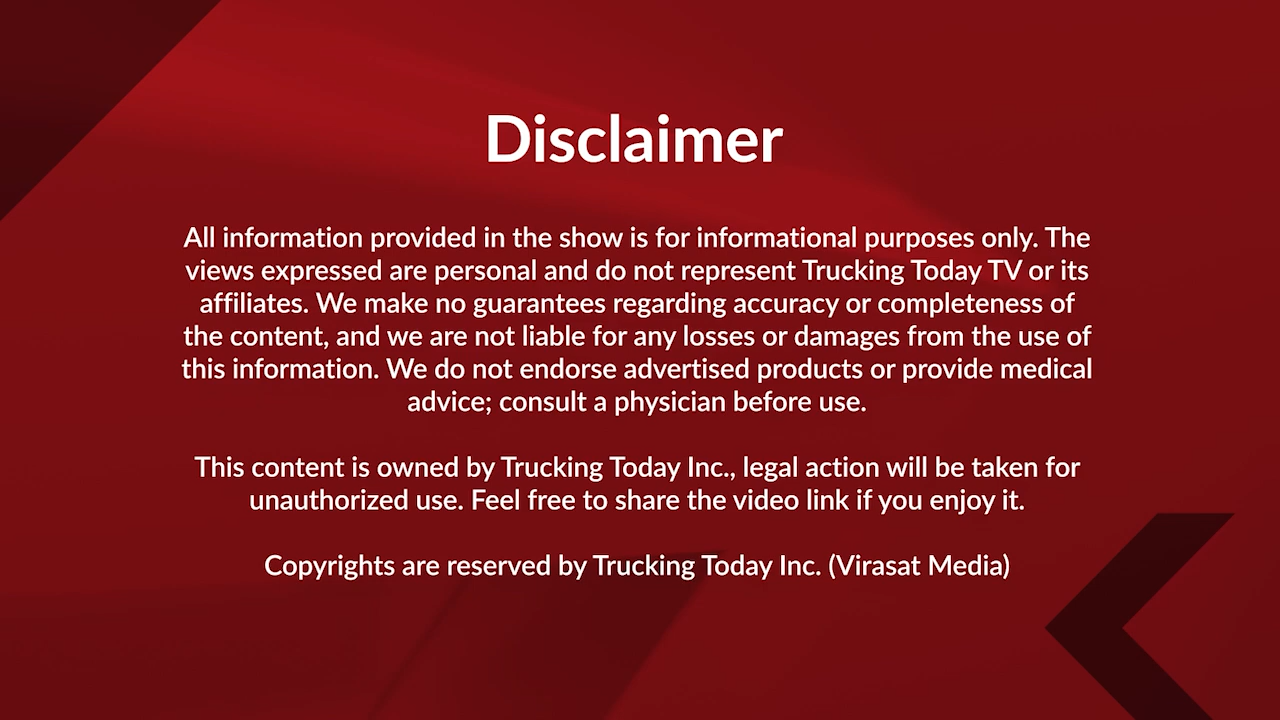 Disclaimer
All information provided in the show is for informational purposes only. The
views expressed are personal and do not represent Trucking Today TV or its
affiliates. We make no guarantees regarding accuracy or completeness of
the content, and we are not liable for any losses or damages from the use of
this information. We do not endorse advertised products or provide medical
advice; consult a physician before use.
This content is owned by Trucking Today Inc., legal action will be taken for
unauthorized use. Feel free to share the video link if you enjoy it.
Copyrights are reserved by Trucking Today Inc. (Virasat Media)